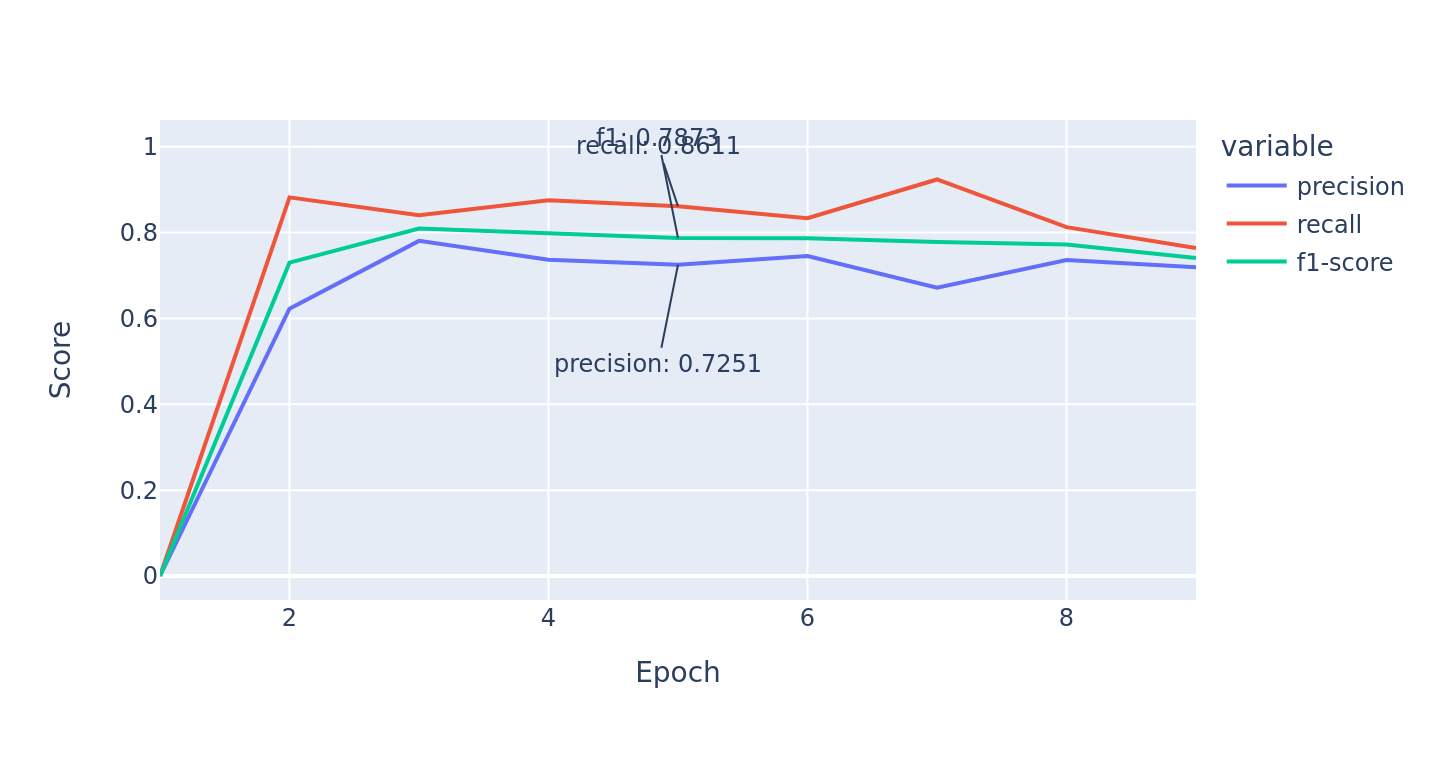 f1: 0.7873
recall: 0.8611
precision: 0.7251
1
0.8
0.6
0.4
0.2
0
Score
2 4 6 8
Epoch
variable
precision
recall
f1-score